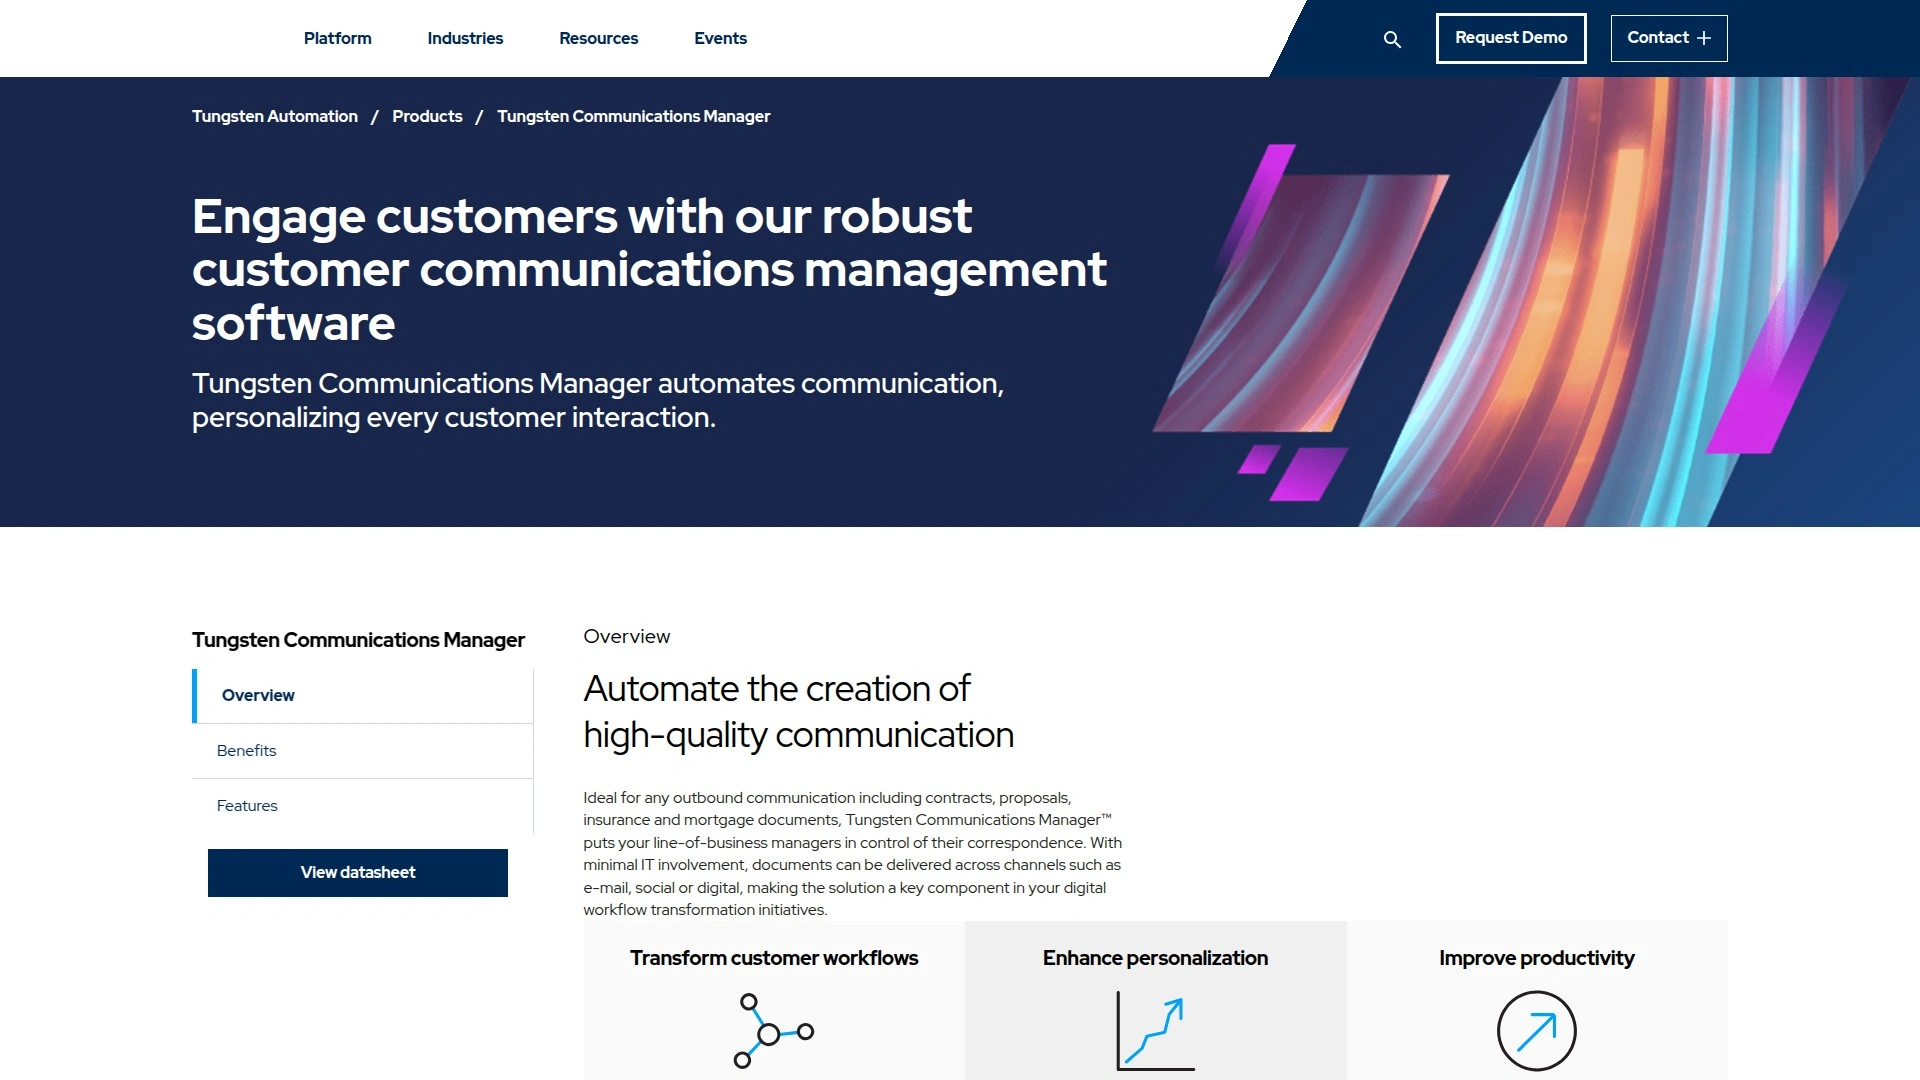 Platform Industries Resources Events Request Demo Contact
Tungsten Automation / Products / Tungsten Communications Manager
Engage customers with our robust
customer communications management
software
Tungsten Communications Manager automates communication,
personalizing every customer interaction.
Tungsten Communications Manager
Overview
Benefits
Features
View datasheet
Overview
Automate the creation of
high-quality communication
Ideal for any outbound communication including contracts, proposals,
insurance and mortgage documents, Tungsten Communications Manager™
puts your line-of-business managers in control of their correspondence. With
minimal IT involvement, documents can be delivered across channels such as
e-mail, social or digital, making the solution a key component in your digital
workflow transformation initiatives.
Transform customer workflows Enhance personalization Improve productivity